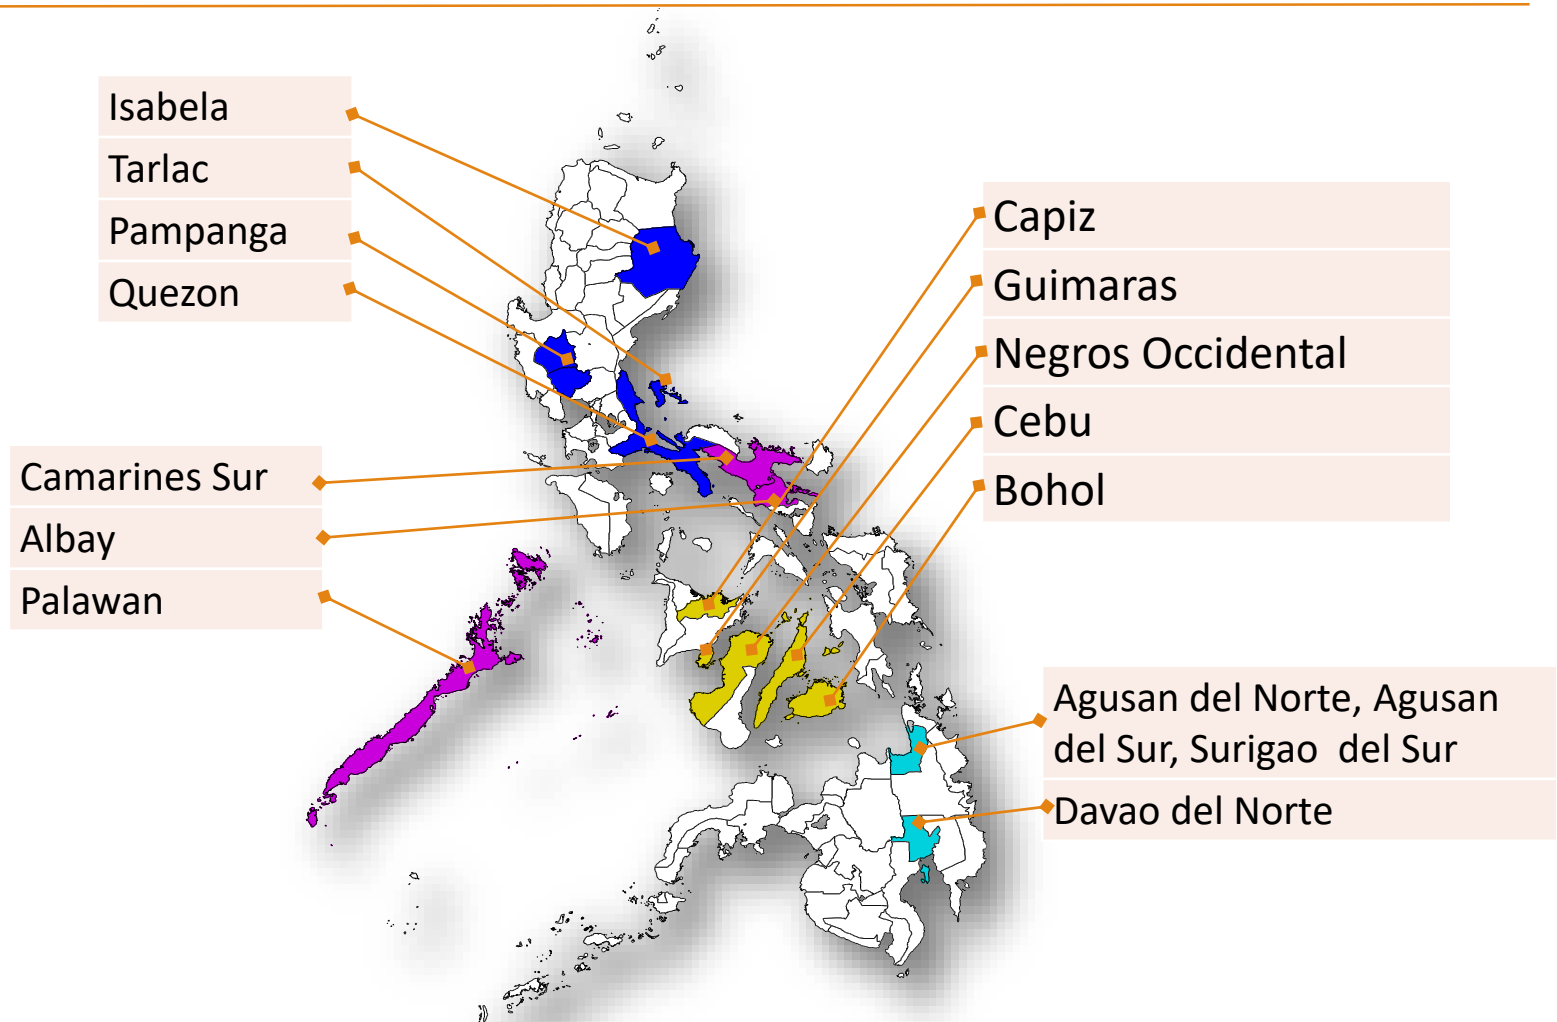 Isabela
Tarlac
Pampanga
Quezon
Camarines Sur
Albay
Palawan
Capiz
Guimaras
Negros Occidental
Cebu
Bohol
Agusan del Norte, Agusan
del Sur, Surigao  del Sur
Davao del Norte